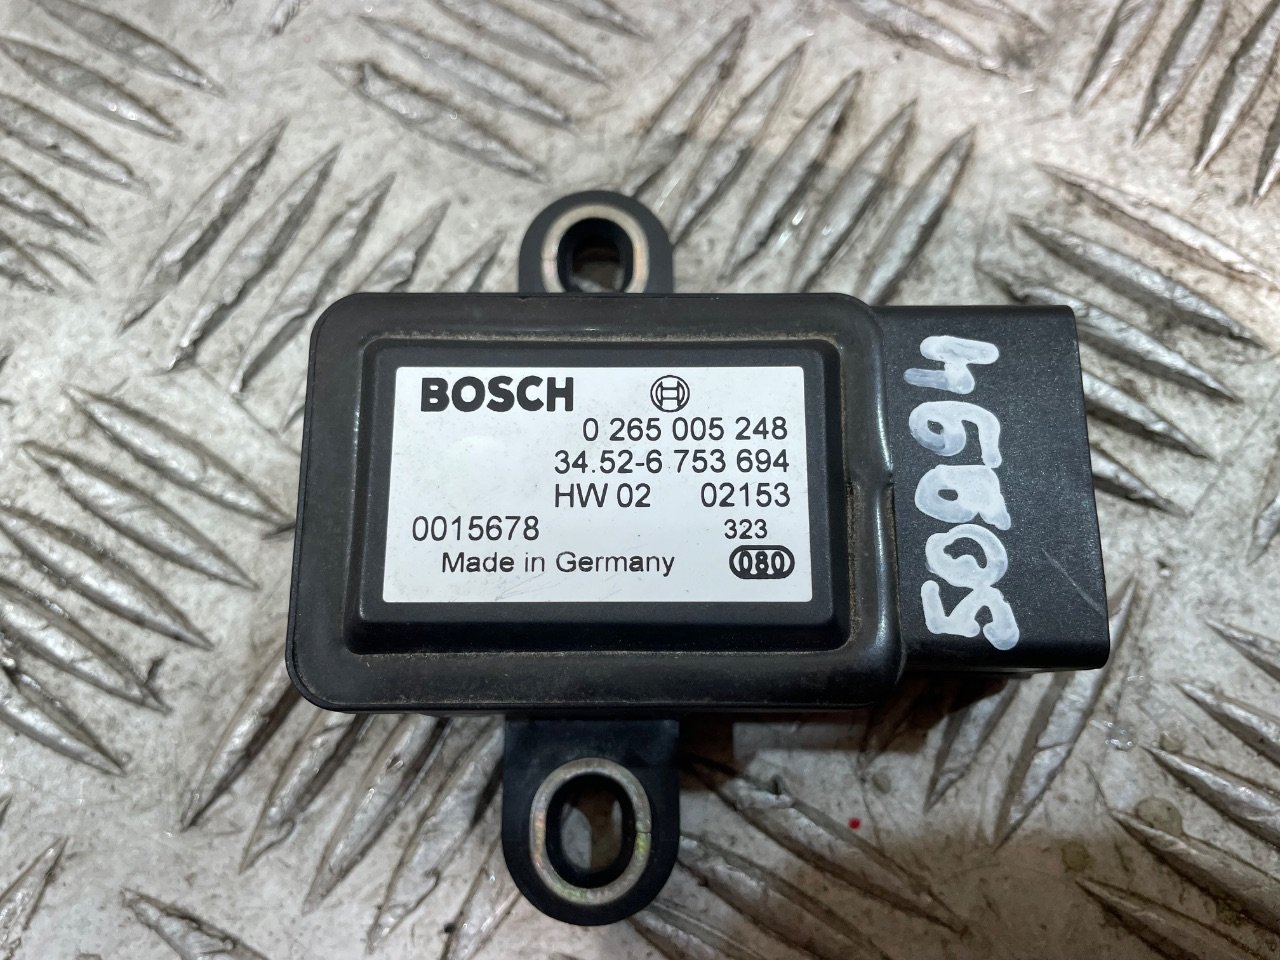 BOSCH
0 265 005 248
34.52-6 753 694
HW 02 02153
0015678 323
Made in Germany
080